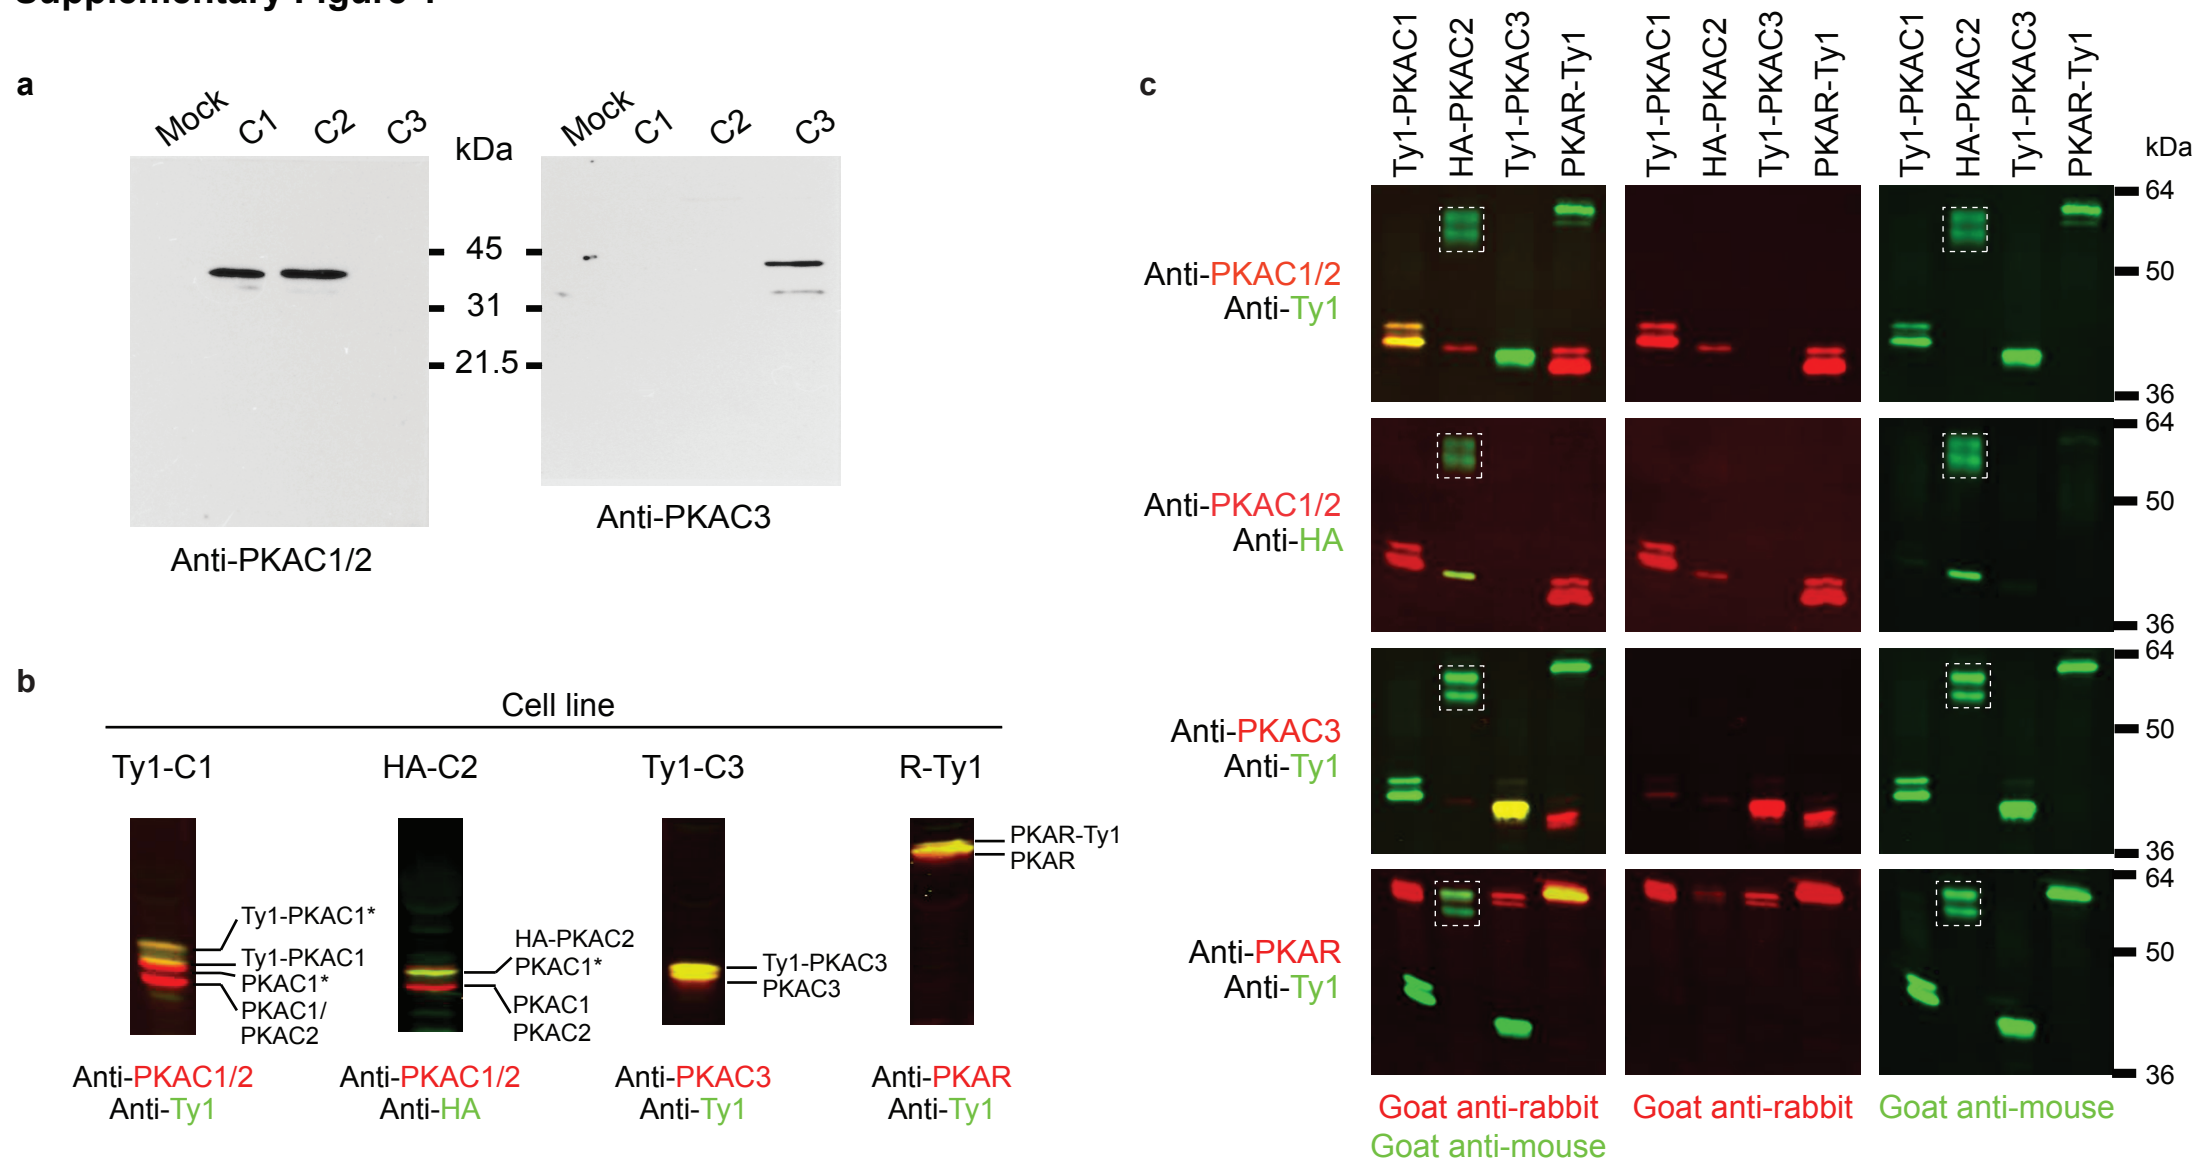 Supplementary Figure
a
Mock C1 C2 C3
kDa
Mock C1 C2 C3
45
31
21.5
Anti-PKAC1/2
Anti-PKAC3
b
Cell line
Ty1-C1 HA-C2 Ty1-C3 R-Ty1
Ty1-PKAC1*
Ty1-PKAC1
PKAC1*
PKAC1/
PKAC2
HA-PKAC2
PKAC1*
PKAC1
PKAC2
Ty1-PKAC3
PKAC3
PKAR-Ty1
PKAR
Anti-PKAC1/2
Anti-Ty1
Anti-PKAC1/2
Anti-HA
Anti-PKAC3
Anti-Ty1
Anti-PKAR
Anti-Ty1
c
Ty1-PKAC1
HA-PKAC2
Ty1-PKAC3
PKAR-Ty1
Ty1-PKAC1
HA-PKAC2
Ty1-PKAC3
PKAR-Ty1
Ty1-PKAC1
HA-PKAC2
Ty1-PKAC3
PKAR-Ty1
kDa
Anti-PKAC1/2
Anti-Ty1
64
50
36
Anti-PKAC1/2
Anti-HA
64
50
36
Anti-PKAC3
Anti-Ty1
64
50
36
Anti-PKAR
Anti-Ty1
64
50
36
Goat anti-rabbit
Goat anti-mouse
Goat anti-rabbit
Goat anti-mouse